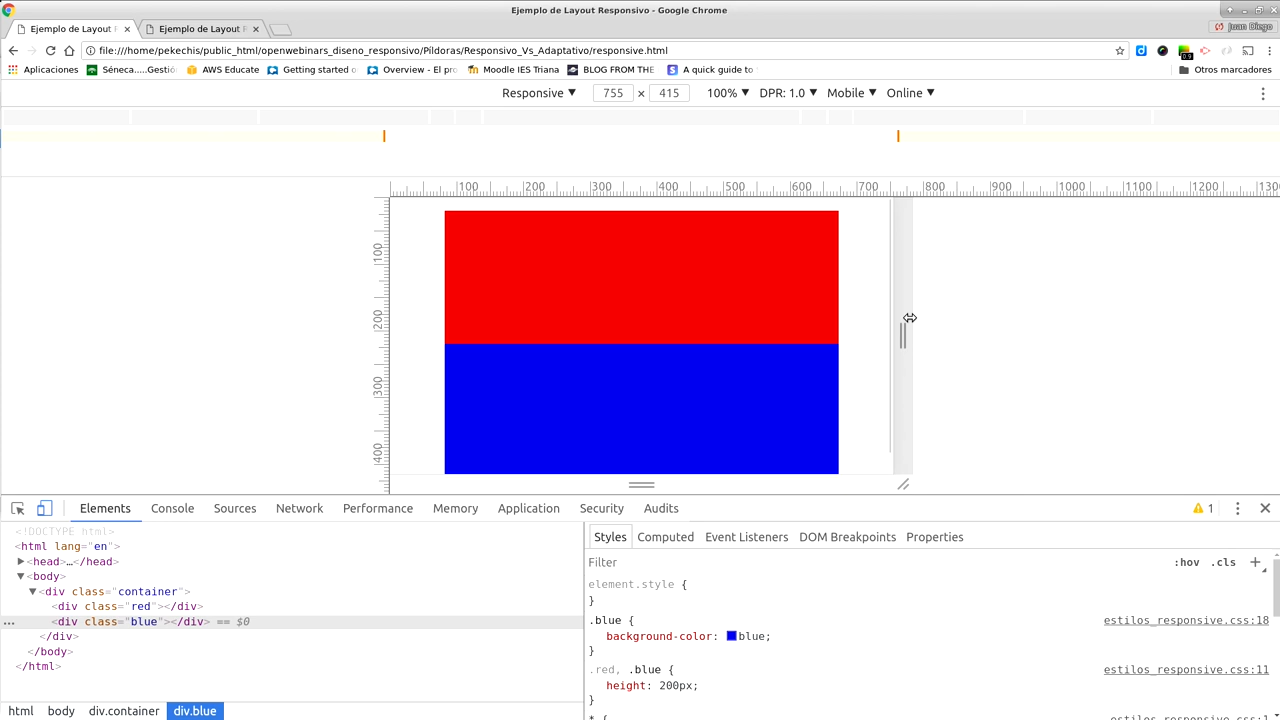 Ejemplo de Layout Responsivo - Google Chrome
Ejemplo de Layout R × Ejemplo de Layout R × Juan Diego
file:///home/pekechis/public_html/openwebinars_diseno_responsivo/Píldoras/Responsivo_Vs_Adaptativo/responsive.html
Aplicaciones Séneca.....Gestió AWS Educate Getting started o Overview - El pro Moodle IES Triana BLOG FROM THE A quick guide to Otros marcadores
Responsive ▼ 755 × 415 100% ▼ DPR: 1.0 ▼ Mobile ▼ Online ▼
100 200 300 400 500 600 700 800 900 1000 1100 1200 1300
100
200
300
400
Elements Console Sources Network Performance Memory Application Security Audits 1
<!DOCTYPE html>
<html lang="en">
▶<head>…</head>
▼<body>
▼<div class="container">
<div class="red"></div>
... <div class="blue"></div> == $0
</div>
</body>
</html>
html body div.container div.blue
Styles Computed Event Listeners DOM Breakpoints Properties
Filter :hov .cls +
element.style {
}
.blue { estilos_responsive.css:18
background-color: blue;
}
.red, .blue { estilos_responsive.css:11
height: 200px;
}
* { estilos_responsive.css:1